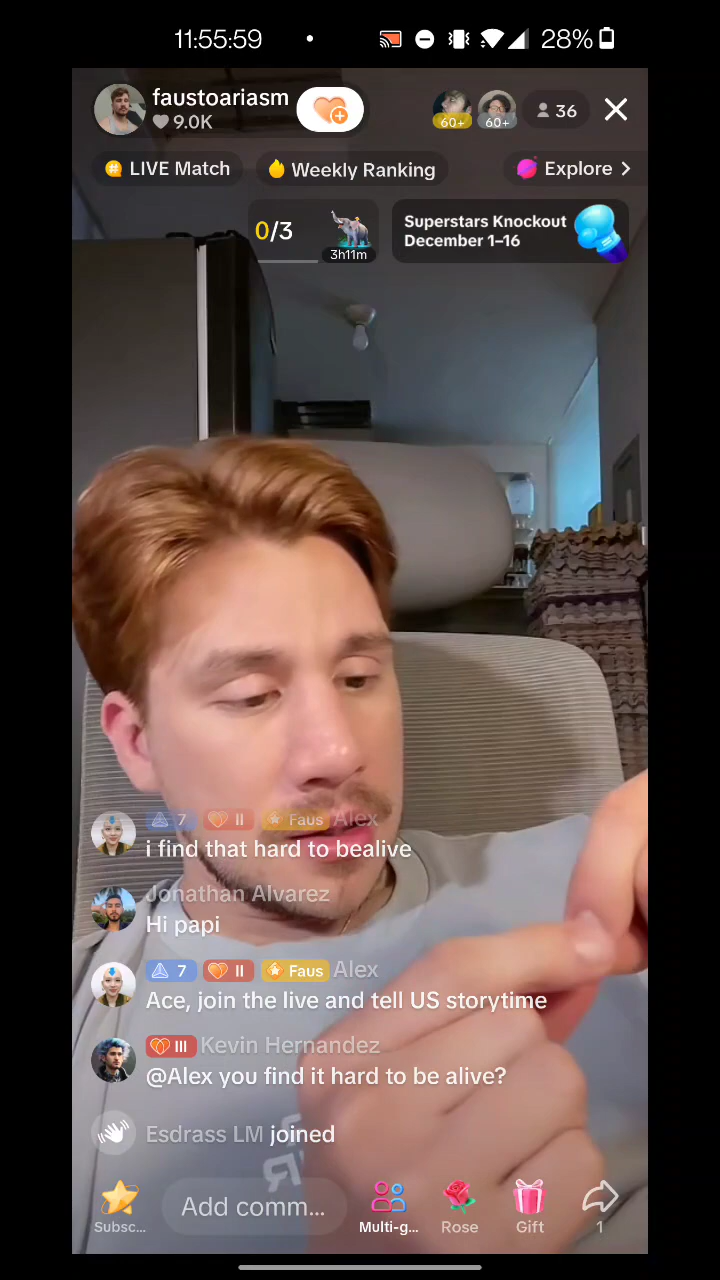 11:55:59 • 28%
faustoariasm
9.0K
60+ 60+ 36
LIVE Match Weekly Ranking Explore >
0/3
3h11m
Superstars Knockout
December 1–16
7 II Faus Alex
i find that hard to bealive
Jonathan Alvarez
Hi papi
7 II Faus Alex
Ace, join the live and tell US storytime
III Kevin Hernandez
@Alex you find it hard to be alive?
Esdrass LM joined
Add comm...
Subsc... Multi-g... Rose Gift 1